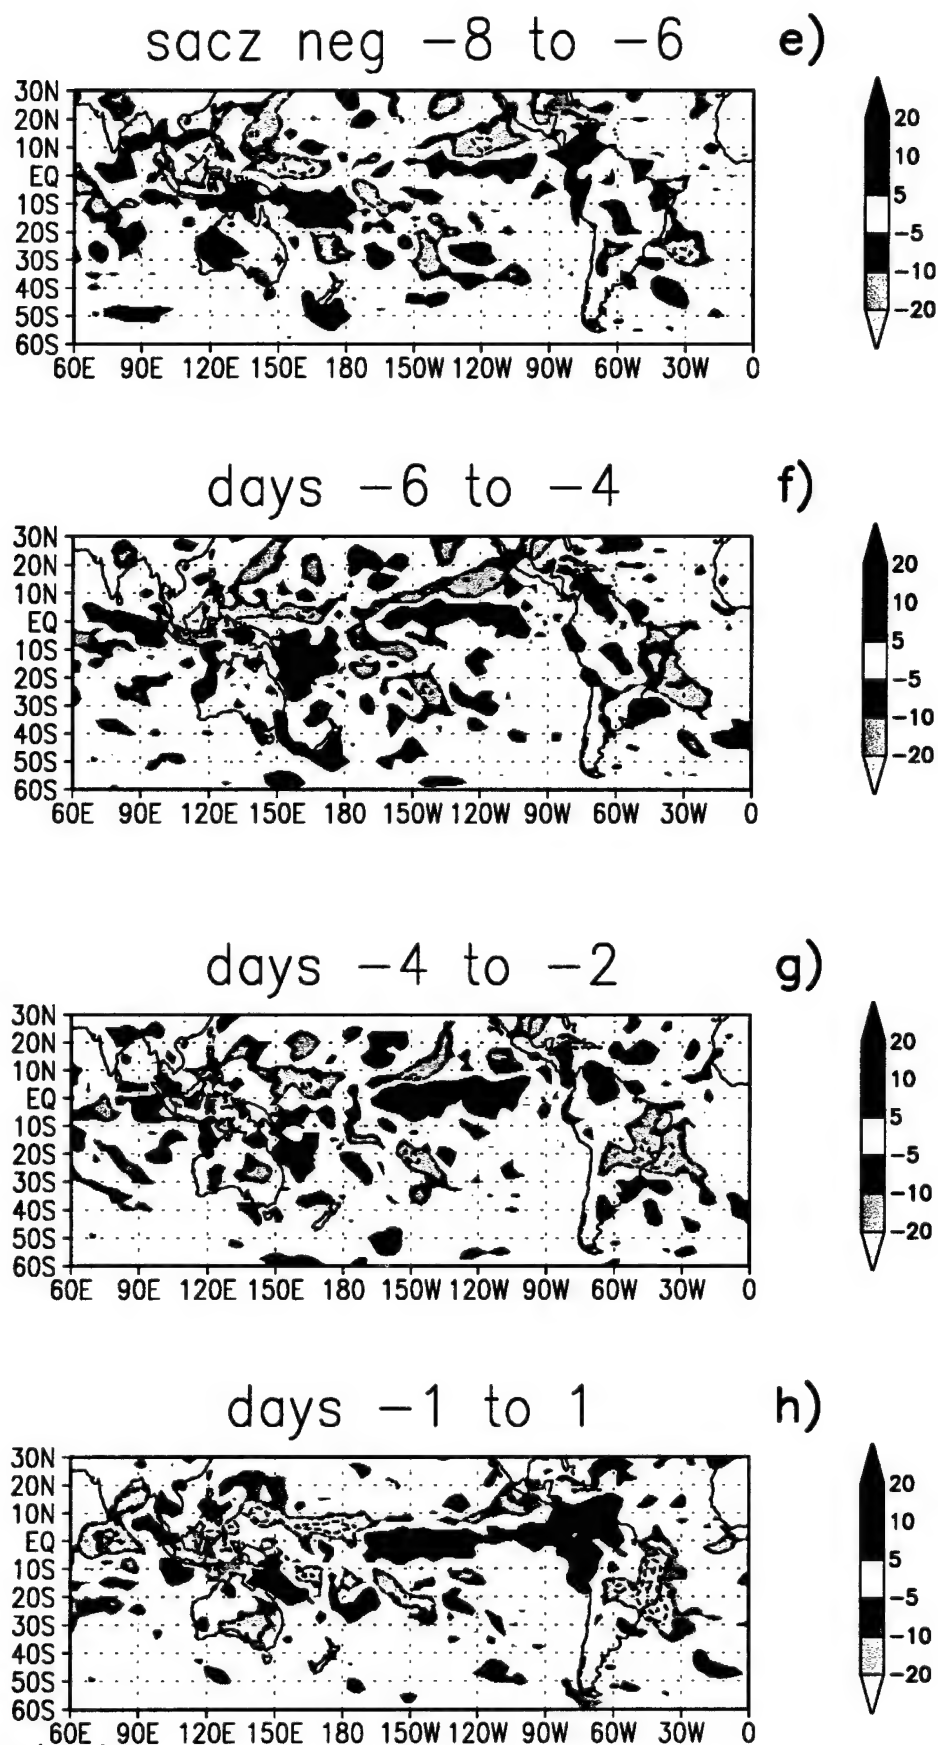 sacz neg −8 to −6 e)
30N
20N
10N
EQ
10S
20S
30S
40S
50S
60S
60E 90E 120E 150E 180 150W 120W 90W 60W 30W 0
20
10
5
−5
−10
−20
days −6 to −4 f)
30N
20N
10N
EQ
10S
20S
30S
40S
50S
60S
60E 90E 120E 150E 180 150W 120W 90W 60W 30W 0
20
10
5
−5
−10
−20
days −4 to −2 g)
30N
20N
10N
EQ
10S
20S
30S
40S
50S
60S
60E 90E 120E 150E 180 150W 120W 90W 60W 30W 0
20
10
5
−5
−10
−20
days −1 to 1 h)
30N
20N
10N
EQ
10S
20S
30S
40S
50S
60S
60E 90E 120E 150E 180 150W 120W 90W 60W 30W 0
20
10
5
−5
−10
−20